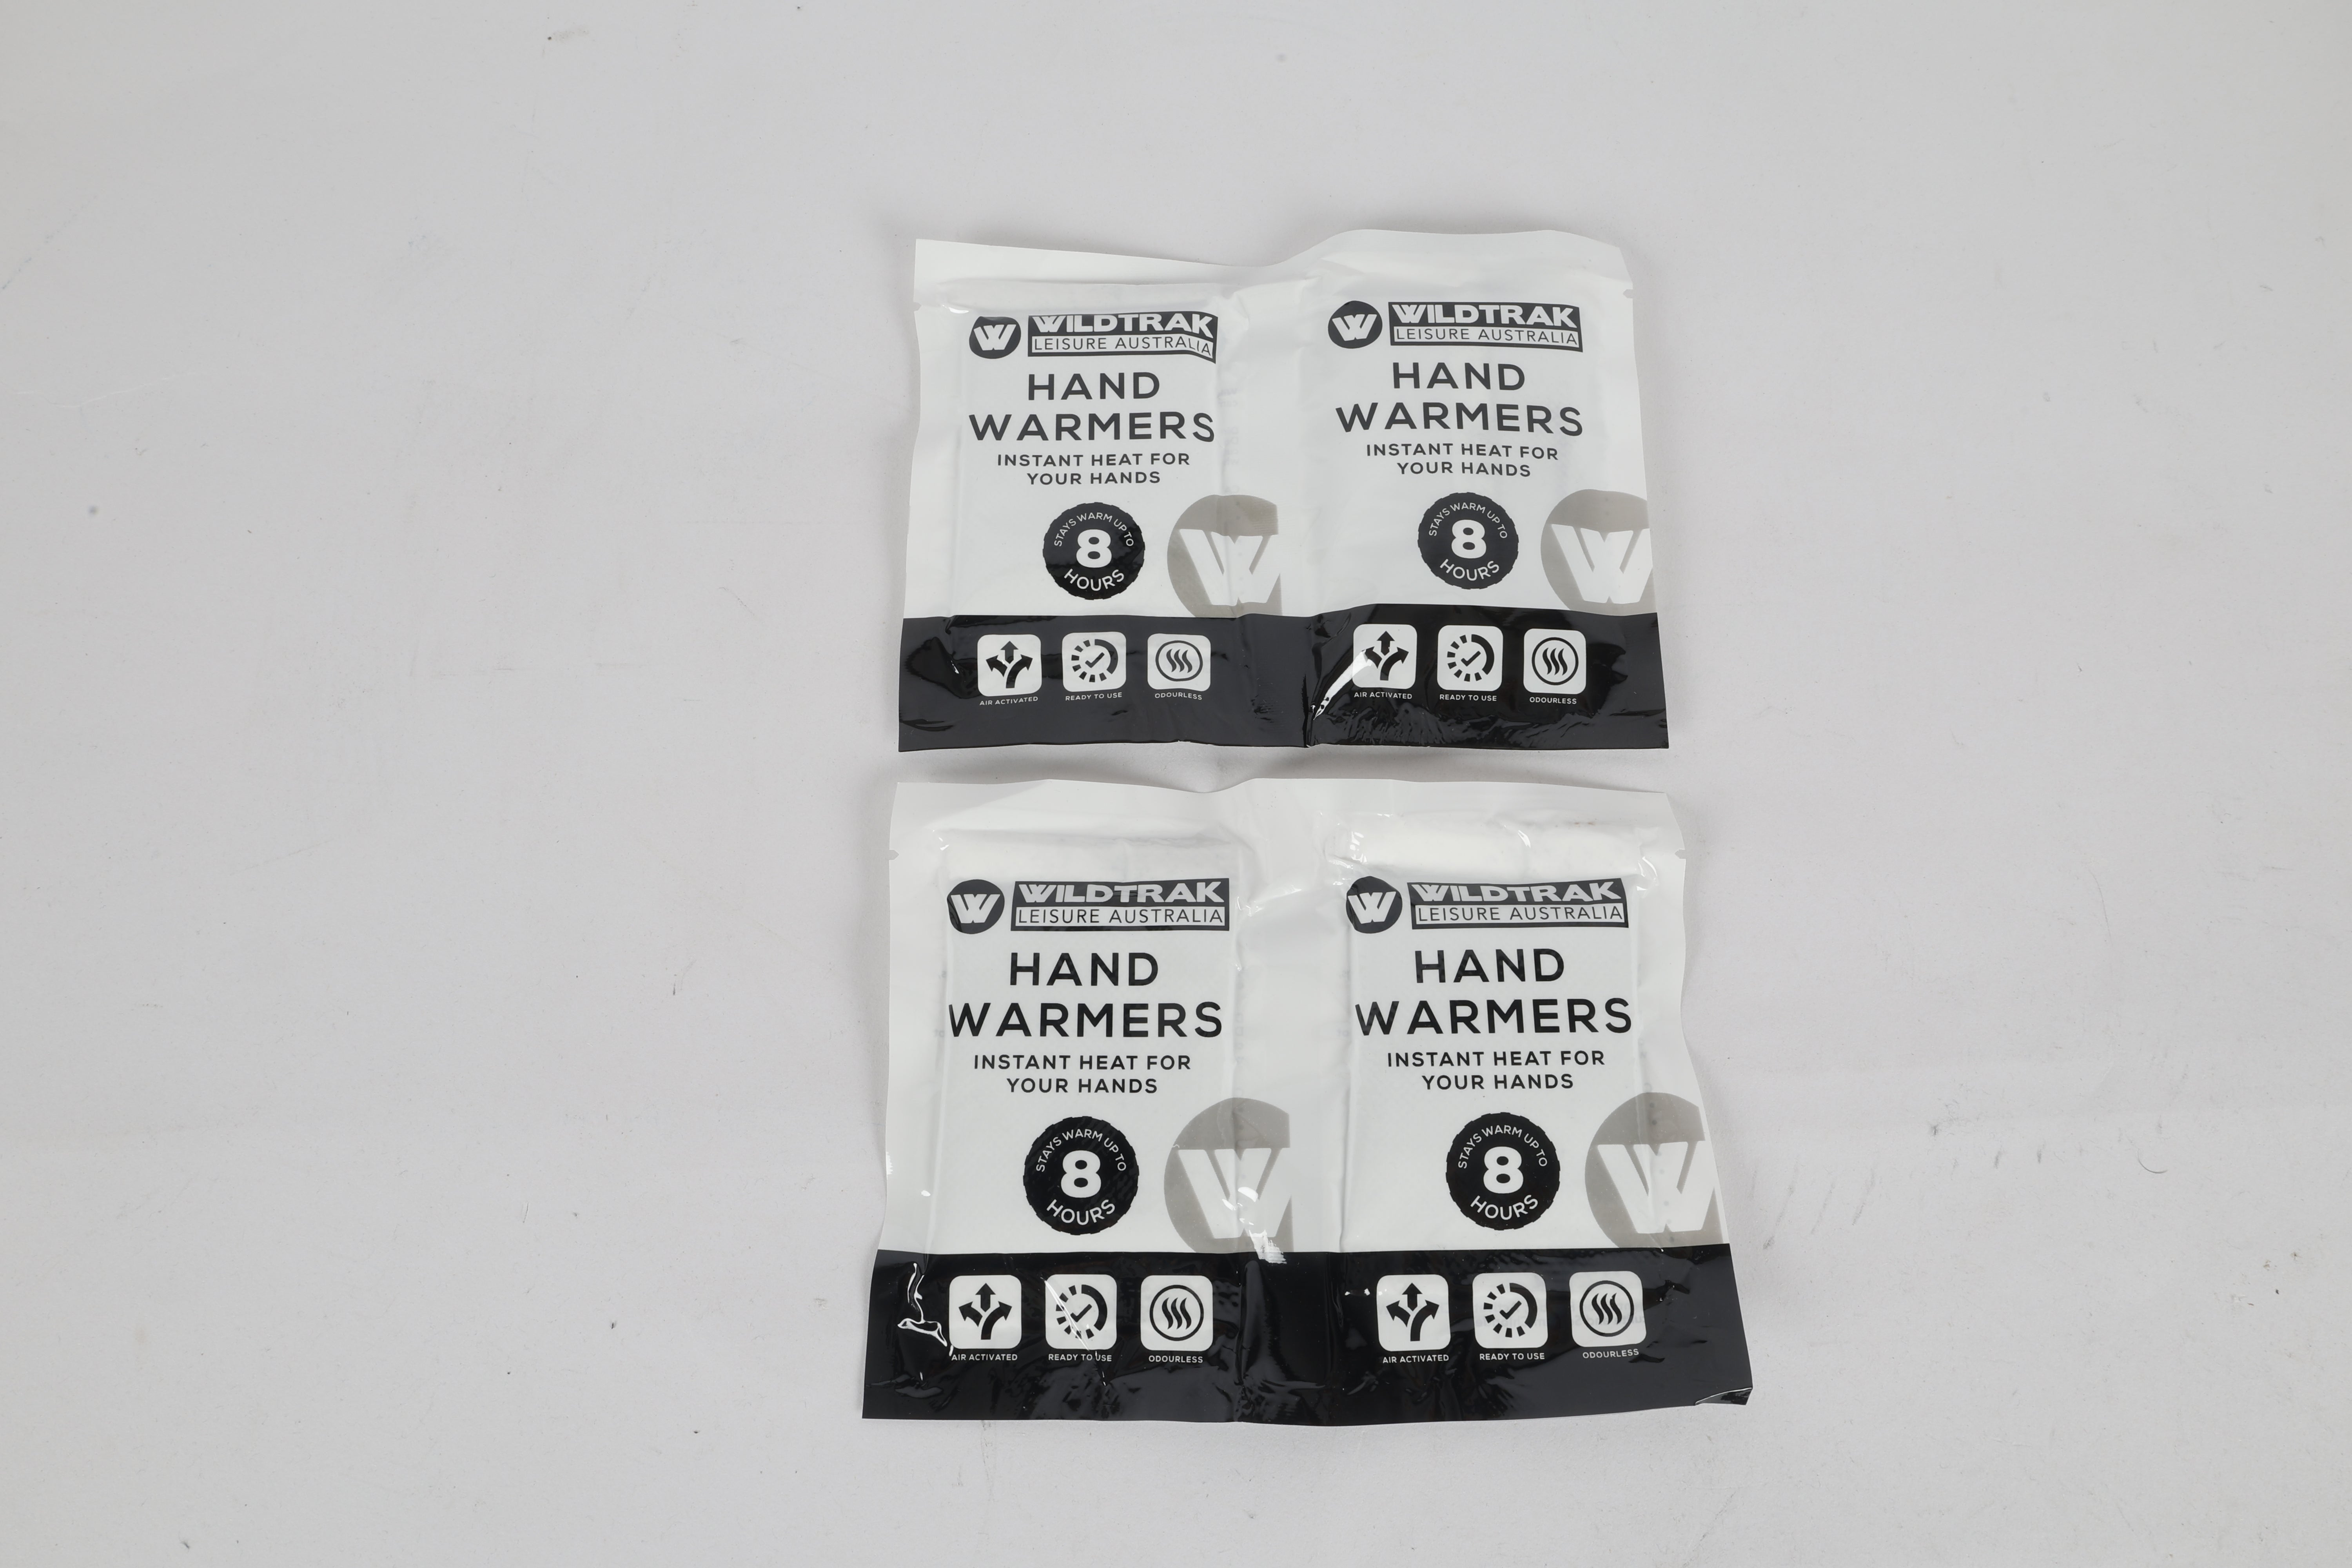 W WILDTRAK
LEISURE AUSTRALIA
HAND
WARMERS
INSTANT HEAT FOR
YOUR HANDS
STAYS WARM UP TO
8
HOURS
W
AIR ACTIVATED
READY TO USE
ODOURLESS
W WILDTRAK
LEISURE AUSTRALIA
HAND
WARMERS
INSTANT HEAT FOR
YOUR HANDS
STAYS WARM UP TO
8
HOURS
W
AIR ACTIVATED
READY TO USE
ODOURLESS
W WILDTRAK
LEISURE AUSTRALIA
HAND
WARMERS
INSTANT HEAT FOR
YOUR HANDS
STAYS WARM UP TO
8
HOURS
W
AIR ACTIVATED
READY TO USE
ODOURLESS
W WILDTRAK
LEISURE AUSTRALIA
HAND
WARMERS
INSTANT HEAT FOR
YOUR HANDS
STAYS WARM UP TO
8
HOURS
W
AIR ACTIVATED
READY TO USE
ODOURLESS